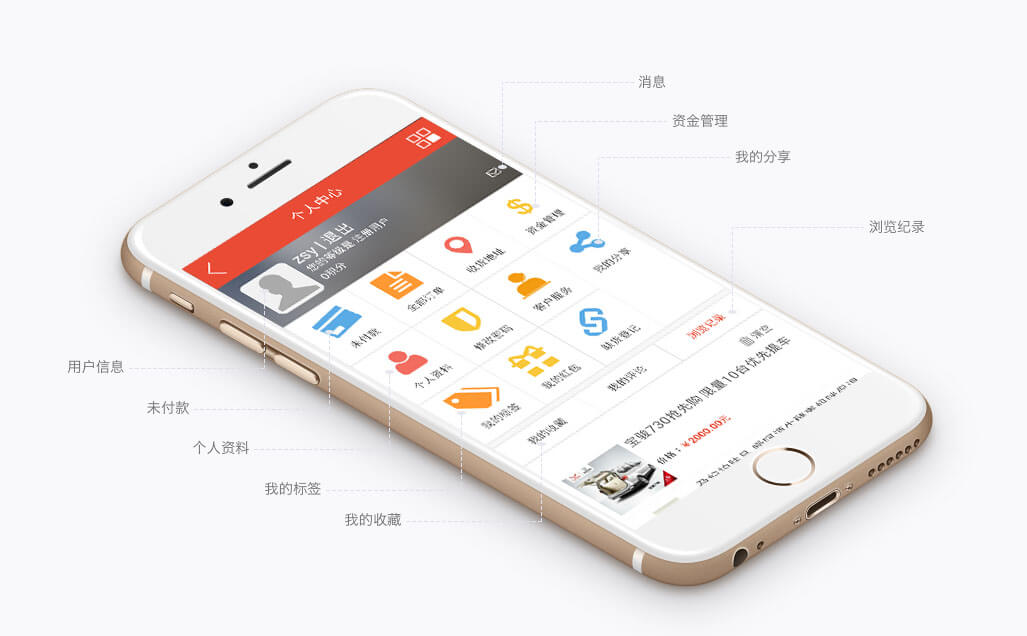 消息
资金管理
我的分享
浏览纪录
用户信息
未付款
个人资料
我的标签
我的收藏
个人中心
zsy | 退出
您的等级是 注册用户
0积分
未付款
全部订单
收货地址
资金管理
个人资料
修改密码
客户服务
我的分享
我的标签
我的红包
缺货登记
我的收藏
我的评论
浏览记录
清空
宝骏730抢先购 限量10台优先提车
价格：￥2000.00元